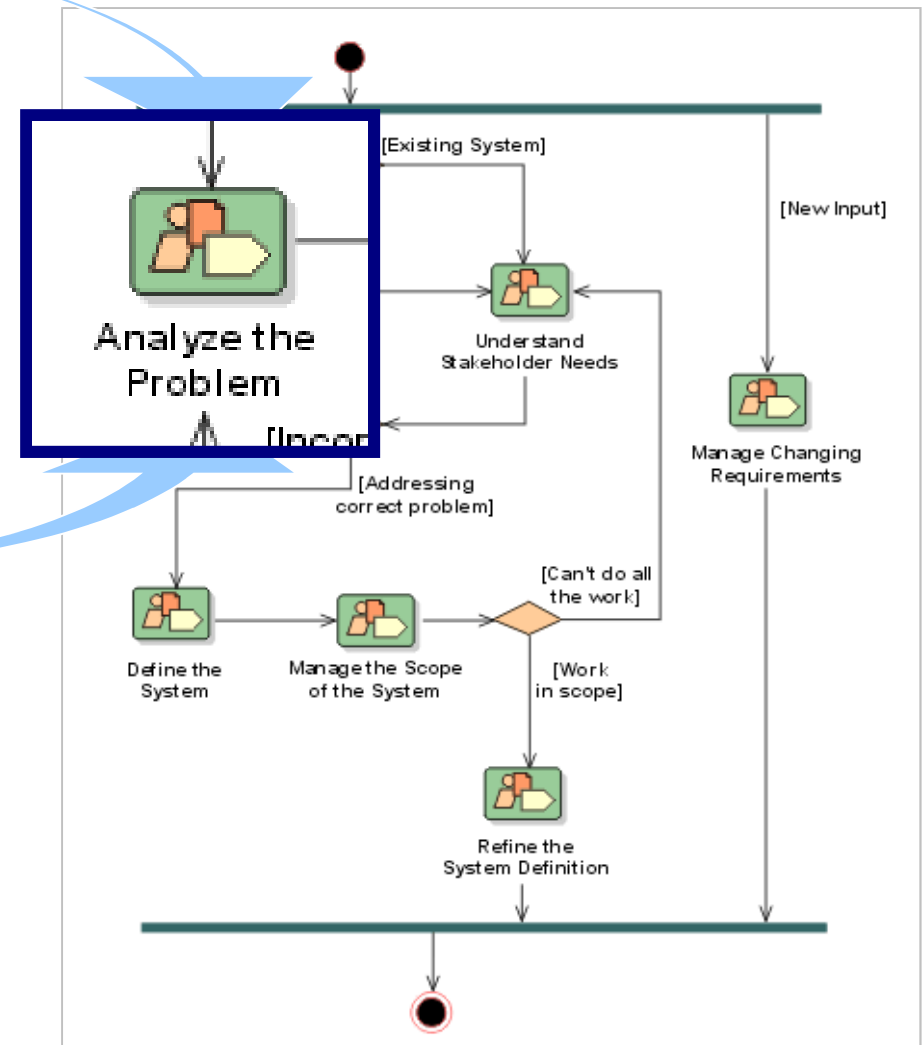 [Existing System]
[New Input]
Analyze the
Problem
Understand
Stakeholder Needs
Manage Changing
Requirements
[Addressing
correct problem]
[Can't do all
the work]
Define the
System
Manage the Scope
of the System
[Work
in scope]
Refine the
System Definition